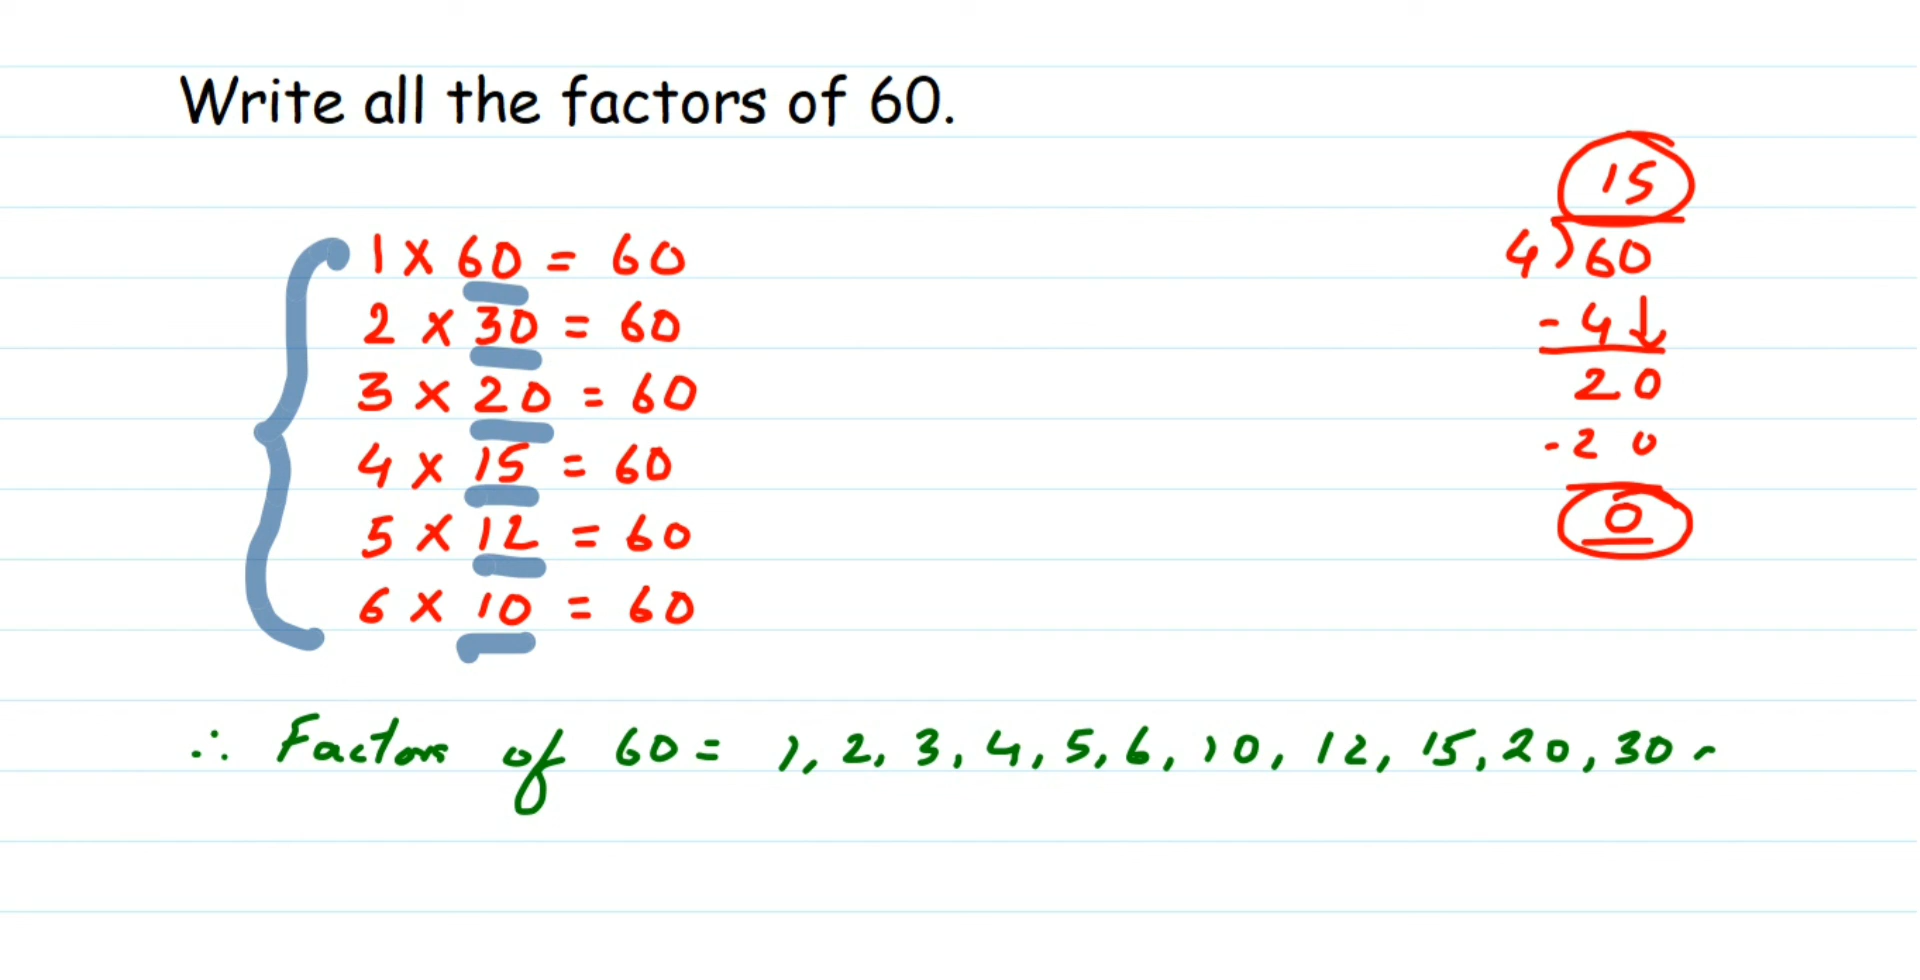 Write all the factors of 60.
1 × 60 = 60
2 × 30 = 60
3 × 20 = 60
4 × 15 = 60
5 × 12 = 60
6 × 10 = 60
15
4)60
-4↓
20
-20
0
∴ Factors of 60 = 1, 2, 3, 4, 5, 6, 10, 12, 15, 20, 30